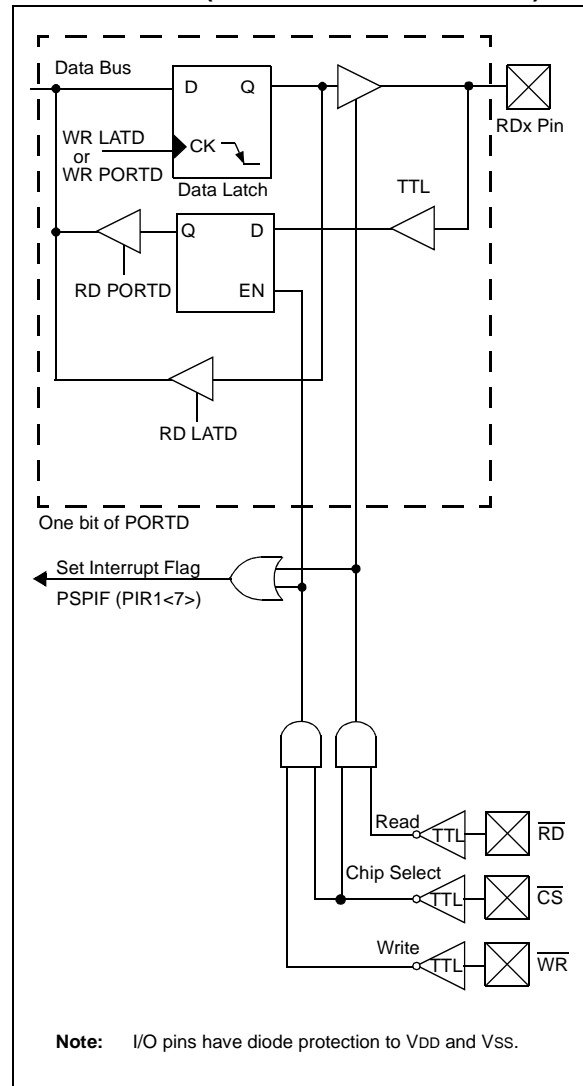 Data Bus
D Q
RDx Pin
WR LATD
or
WR PORTD
CK
Data Latch
TTL
Q D
RD PORTD
EN
RD LATD
One bit of PORTD
Set Interrupt Flag
PSPIF (PIR1<7>)
Read
TTL
RD
Chip Select
TTL
CS
Write
TTL
WR
Note: I/O pins have diode protection to VDD and VSS.